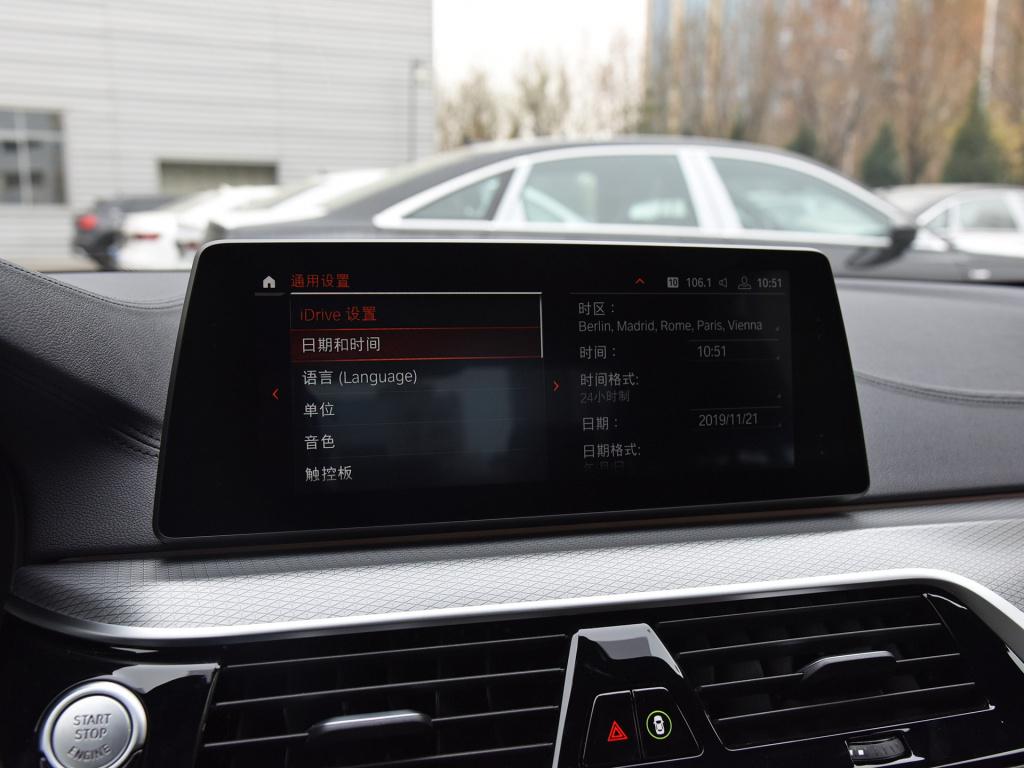 通用设置
10 106.1 10:51
iDrive 设置
日期和时间
语言 (Language)
单位
音色
触控板
时区：
Berlin, Madrid, Rome, Paris, Vienna
时间： 10:51
时间格式:
24小时制
日期： 2019/11/21
日期格式:
START
STOP
ENGINE